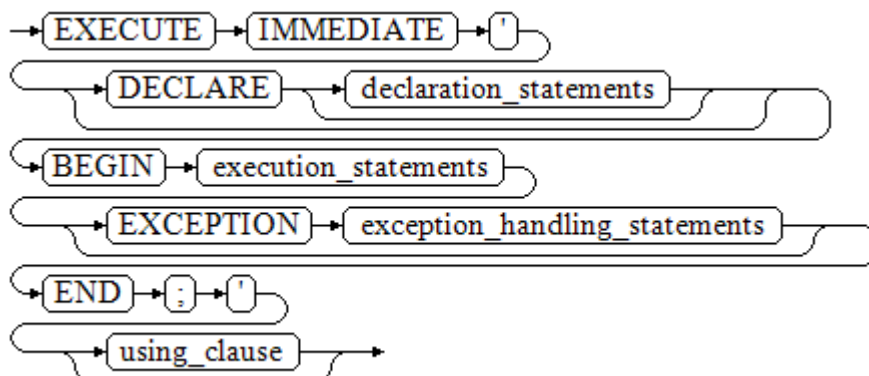 EXECUTE IMMEDIATE '
DECLARE declaration_statements
BEGIN execution_statements
EXCEPTION exception_handling_statements
END ; '
using_clause